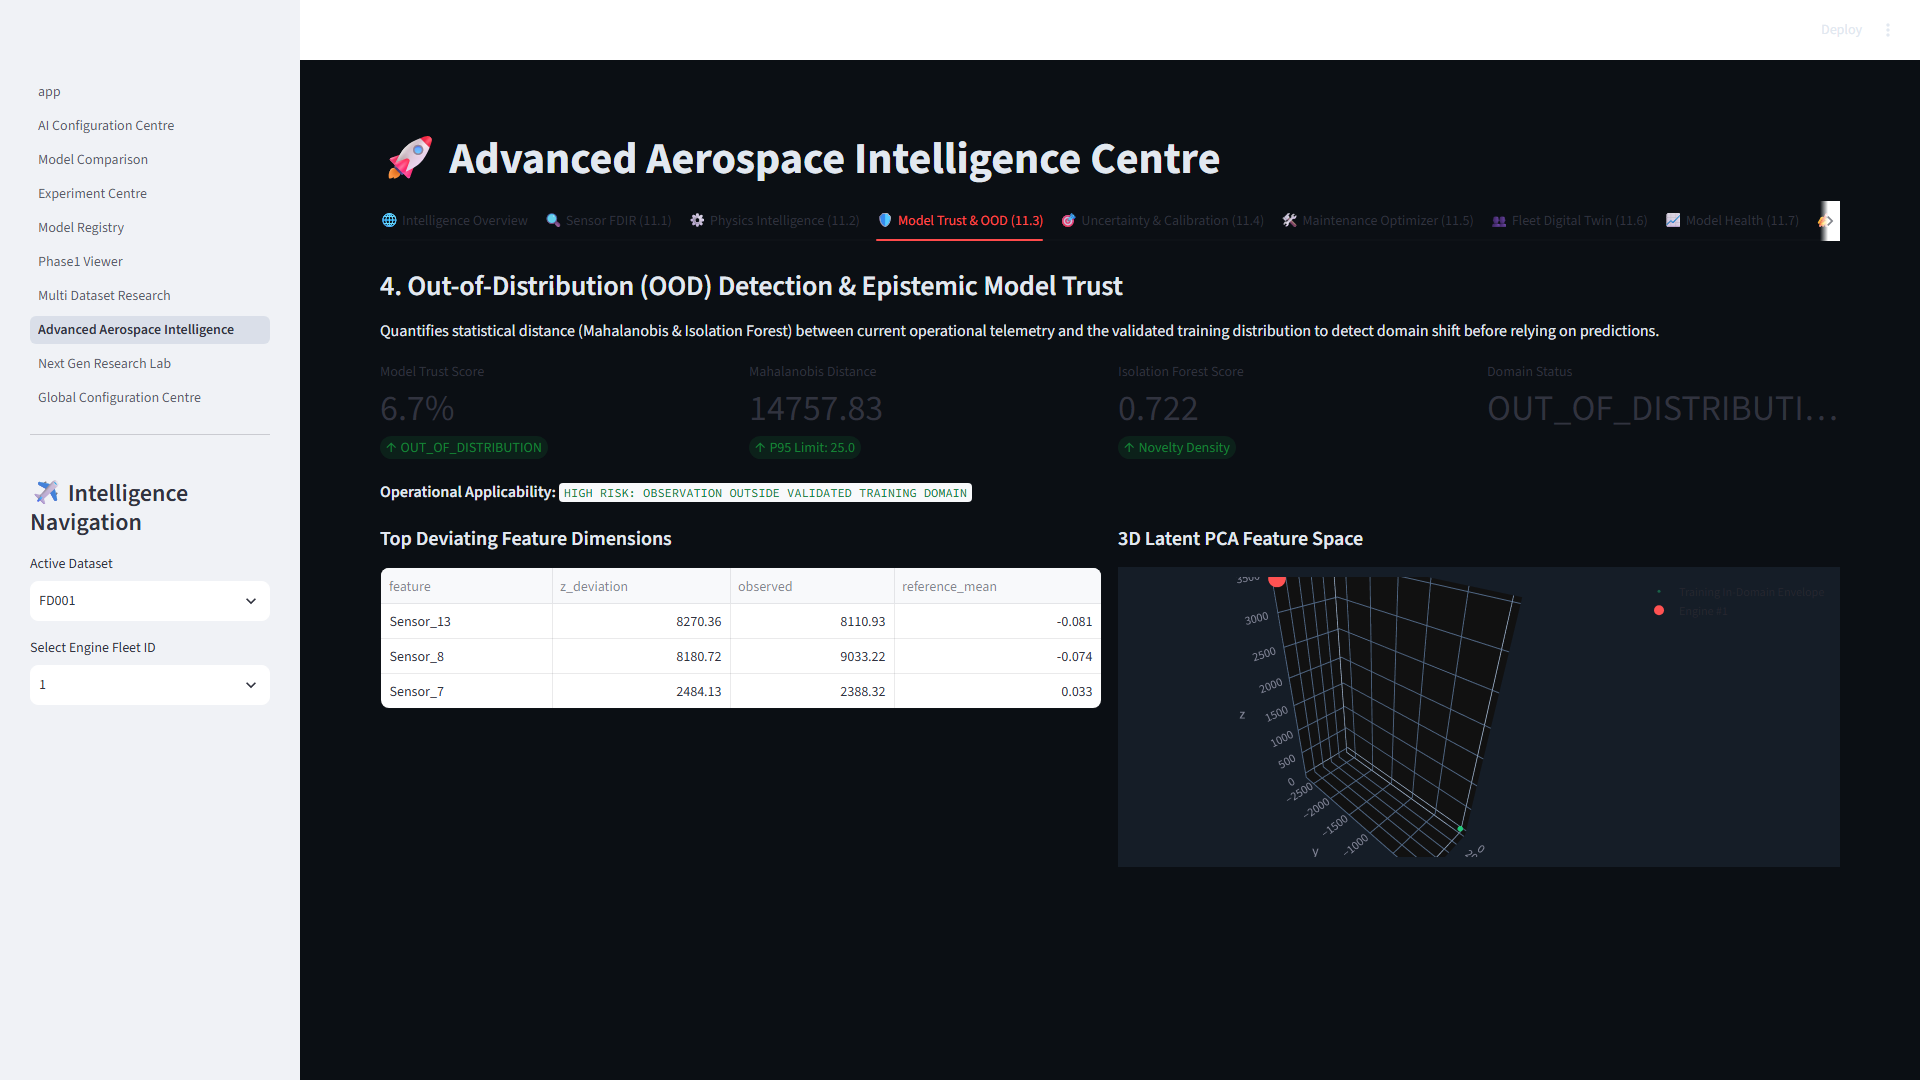 Deploy
app
AI Configuration Centre
Model Comparison
Experiment Centre
Model Registry
Phase1 Viewer
Multi Dataset Research
Advanced Aerospace Intelligence
Next Gen Research Lab
Global Configuration Centre
Intelligence Navigation
Active Dataset
FD001
Select Engine Fleet ID
1
Advanced Aerospace Intelligence Centre
Intelligence Overview
Sensor FDIR (11.1)
Physics Intelligence (11.2)
Model Trust & OOD (11.3)
Uncertainty & Calibration (11.4)
Maintenance Optimizer (11.5)
Fleet Digital Twin (11.6)
Model Health (11.7)
4. Out-of-Distribution (OOD) Detection & Epistemic Model Trust
Quantifies statistical distance (Mahalanobis & Isolation Forest) between current operational telemetry and the validated training distribution to detect domain shift before relying on predictions.
Model Trust Score
6.7%
↑ OUT_OF_DISTRIBUTION
Mahalanobis Distance
14757.83
↑ P95 Limit: 25.0
Isolation Forest Score
0.722
↑ Novelty Density
Domain Status
OUT_OF_DISTRIBUTI…
Operational Applicability: HIGH RISK: OBSERVATION OUTSIDE VALIDATED TRAINING DOMAIN
Top Deviating Feature Dimensions
feature z_deviation observed reference_mean
Sensor_13 8270.36 8110.93 -0.081
Sensor_8 8180.72 9033.22 -0.074
Sensor_7 2484.13 2388.32 0.033
3D Latent PCA Feature Space
Training In-Domain Envelope
Engine #1
3500
3000
2500
2000
z
1500
1000
500
0
−2500
−2000
−1500
−1000
y